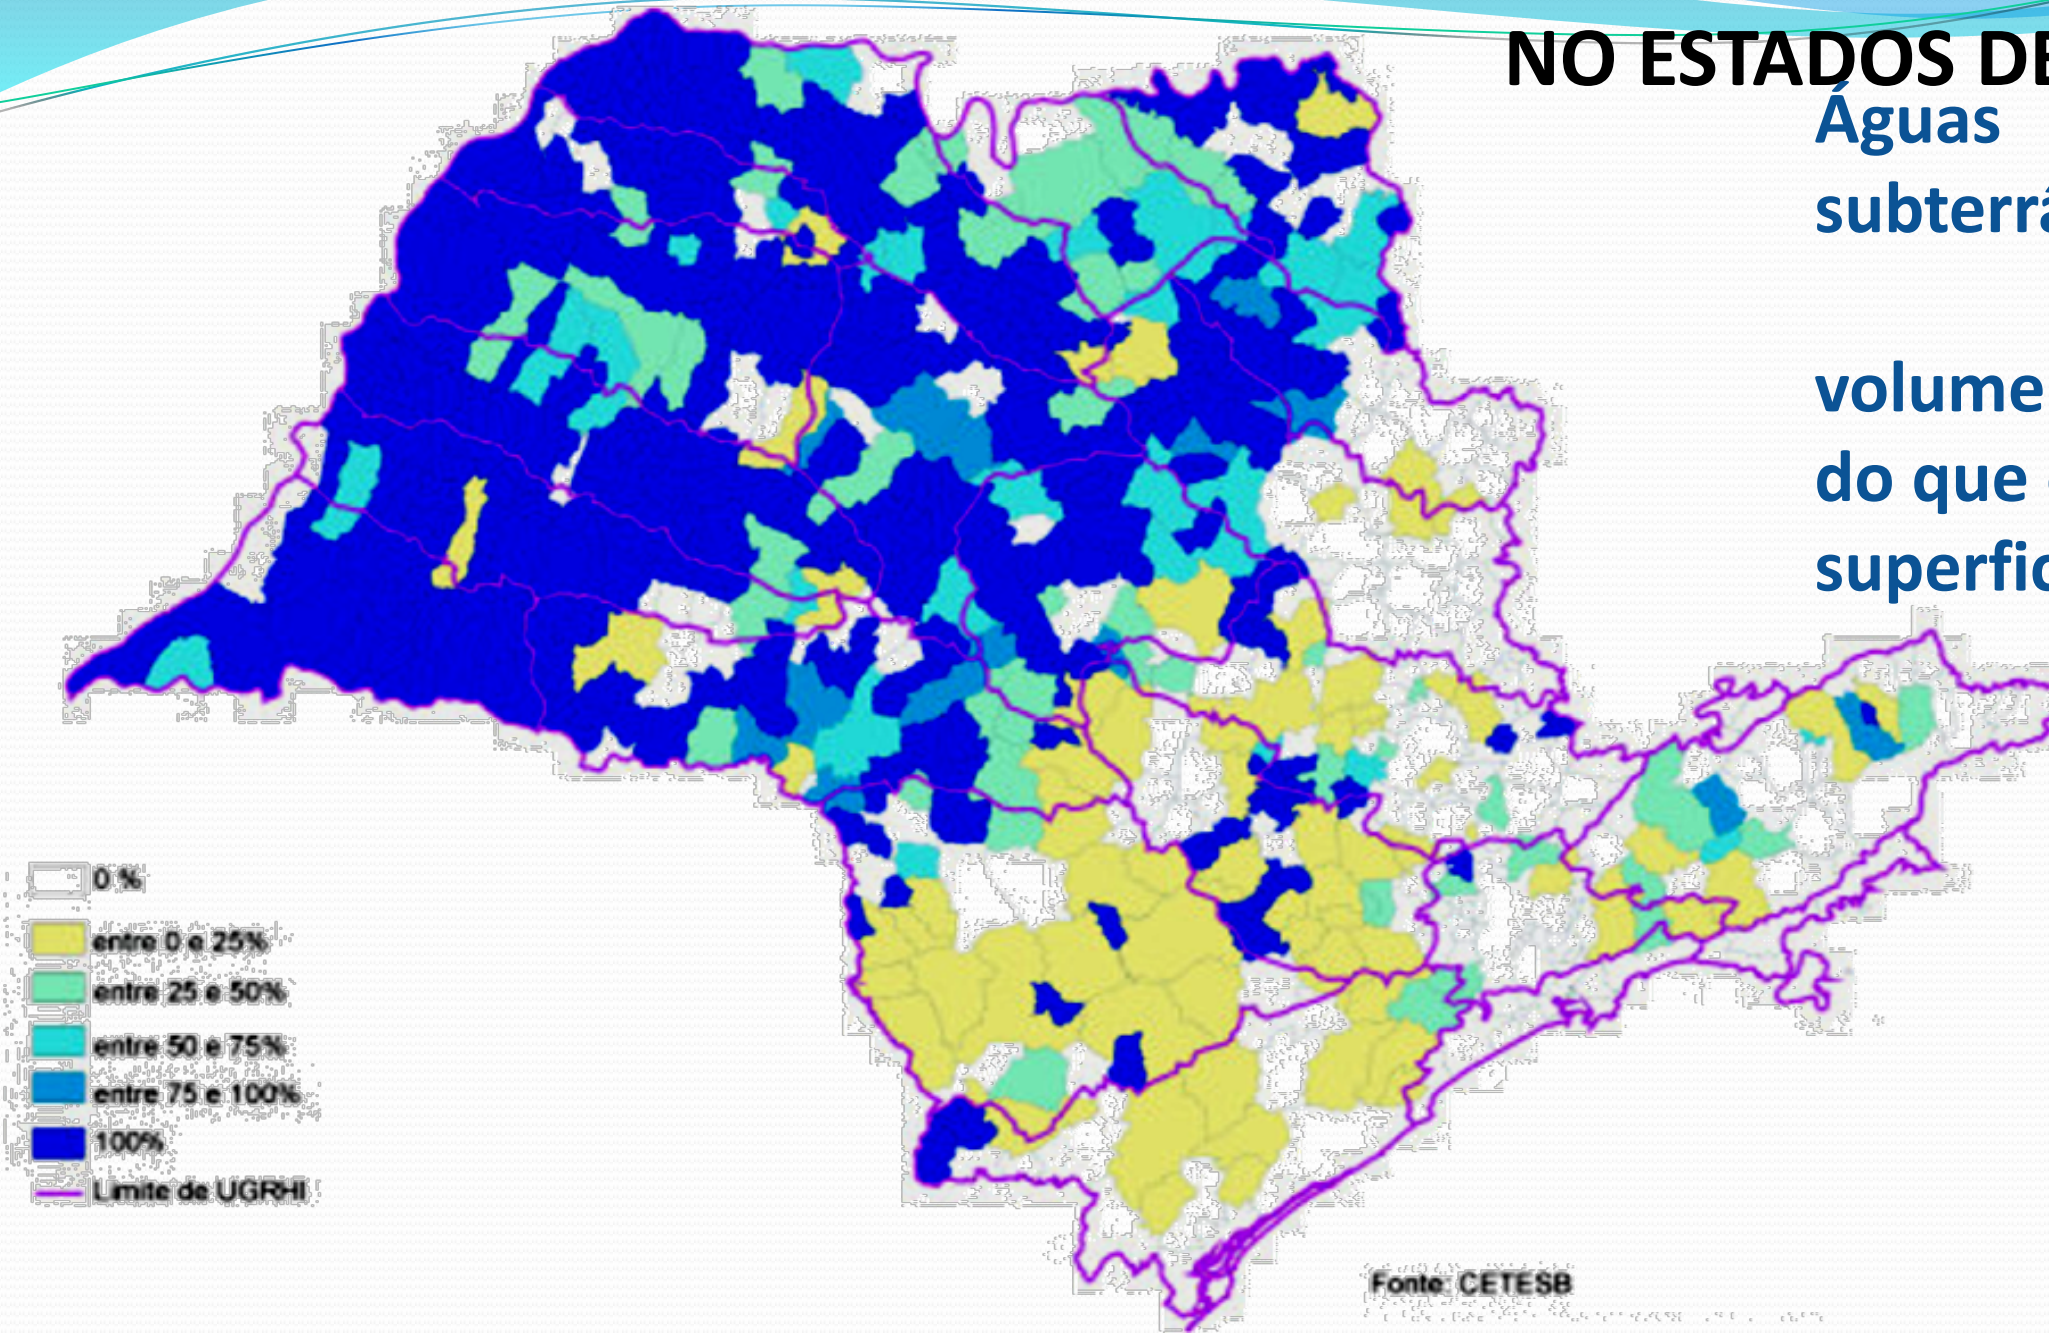 NO ESTADOS DE
Águas
subterrâ
volume
do que
superfic
0 %
entre 0 e 25%
entre 25 e 50%
entre 50 e 75%
entre 75 e 100%
100%
Limite de UGRHI
Fonte: CETESB